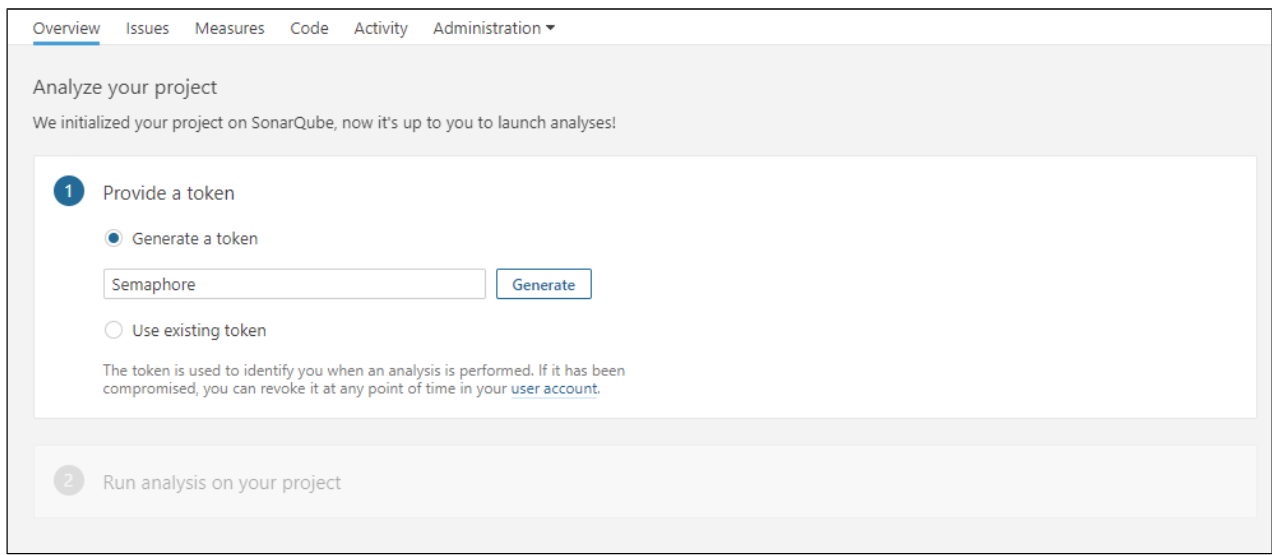 Overview Issues Measures Code Activity Administration
Analyze your project
We initialized your project on SonarQube, now it's up to you to launch analyses!
1 Provide a token
Generate a token
Semaphore Generate
Use existing token
The token is used to identify you when an analysis is performed. If it has been
compromised, you can revoke it at any point of time in your user account.
2 Run analysis on your project